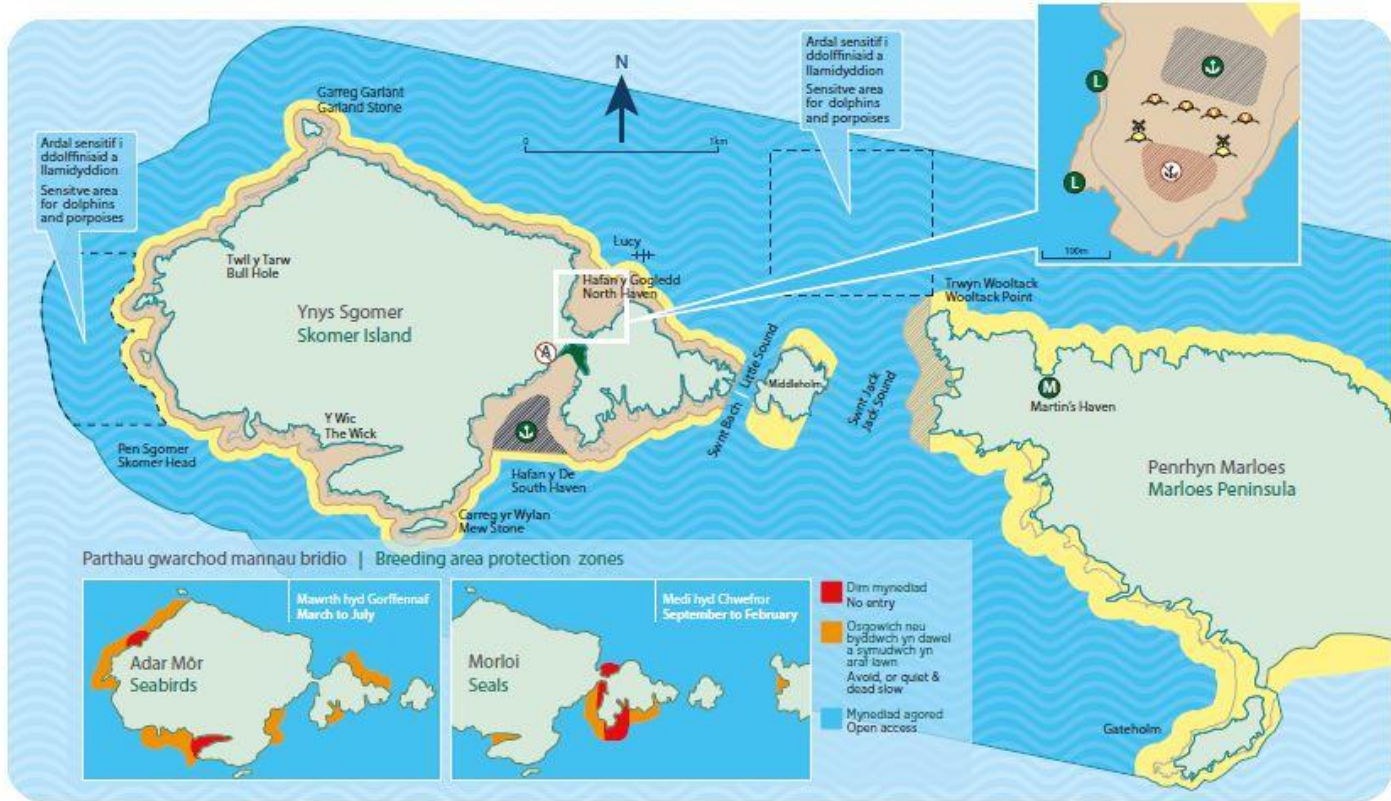 Ardal sensitif i
ddolffiniaid a
llamidyddion
Sensitve area
for dolphins
and porpoises
Garreg Garlant
Garland Stone
N
0
1km
Ardal sensitif i
ddolffiniaid a
llamidyddion
Sensitve area
for dolphins
and porpoises
L
L
100m
Twll y Tarw
Bull Hole
Lucy
Hafan y Gogledd
North Haven
Trwyn Wooltack
Wooltack Point
Ynys Sgomer
Skomer Island
A
Swnt Bach
Little Sound
Middleholm
Swnt Jack
Jack Sound
M
Martin's Haven
Y Wic
The Wick
Pen Sgomer
Skomer Head
Hafan y De
South Haven
Penrhyn Marloes
Marloes Peninsula
Carreg yr Wylan
Mew Stone
Gateholm
Parthau gwarchod mannau bridio | Breeding area protection zones
Mawrth hyd Gorffennaf
March to July
Adar Môr
Seabirds
Medi hyd Chwefror
September to February
Morloi
Seals
Dim mynediad
No entry
Osgowich neu
byddwch yn dawel
a symudwch yn
araf iawn
Avoid, or quiet &
dead slow
Mynediad agored
Open access